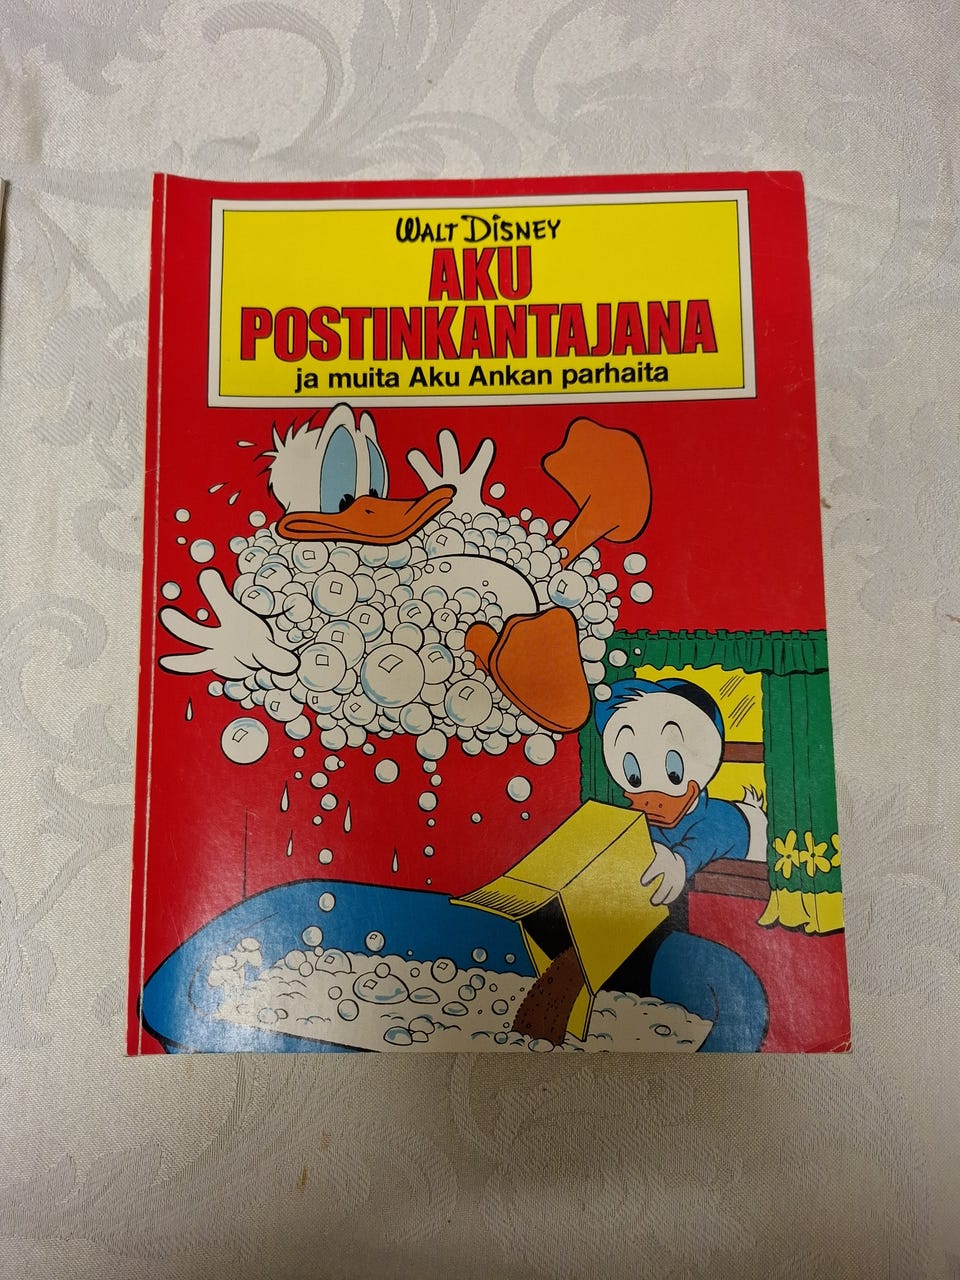 WALT DISNEY
AKU
POSTINKANTAJANA
ja muita Aku Ankan parhaita